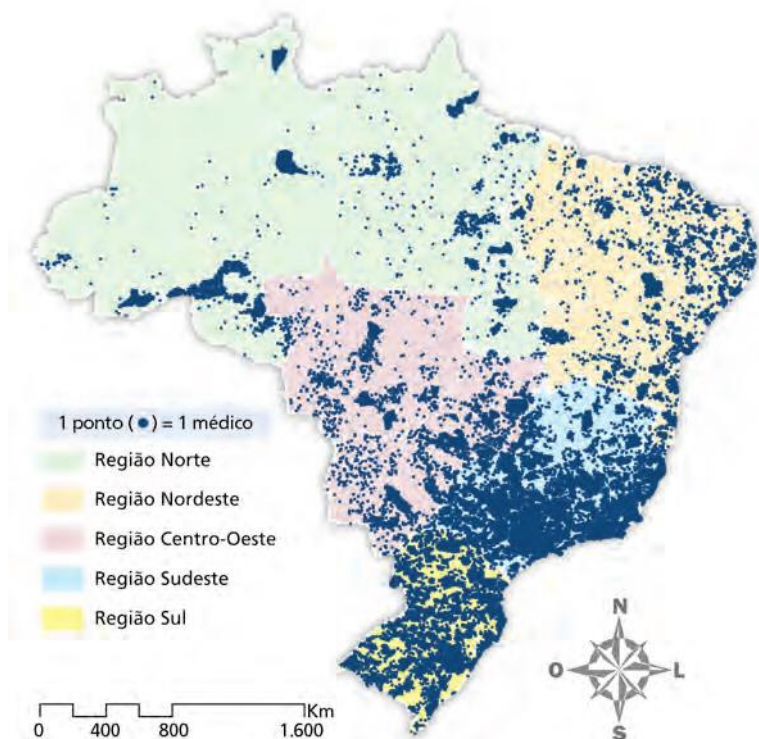 1 ponto (●) = 1 médico
Região Norte
Região Nordeste
Região Centro-Oeste
Região Sudeste
Região Sul
N
O L
S
Km
0 400 800 1.600